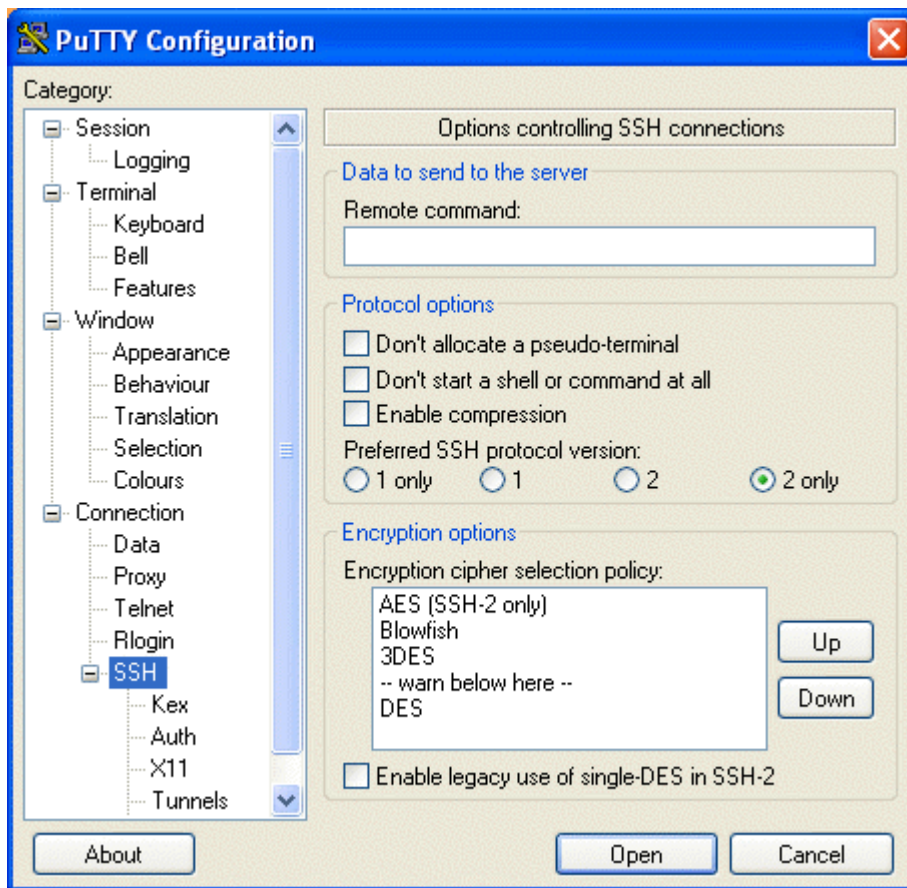 PuTTY Configuration
Category:
Session
Logging
Terminal
Keyboard
Bell
Features
Window
Appearance
Behaviour
Translation
Selection
Colours
Connection
Data
Proxy
Telnet
Rlogin
SSH
Kex
Auth
X11
Tunnels
Options controlling SSH connections
Data to send to the server
Remote command:
Protocol options
Don't allocate a pseudo-terminal
Don't start a shell or command at all
Enable compression
Preferred SSH protocol version:
1 only 1 2 2 only
Encryption options
Encryption cipher selection policy:
AES (SSH-2 only)
Blowfish
3DES
-- warn below here --
DES
Up
Down
Enable legacy use of single-DES in SSH-2
About Open Cancel